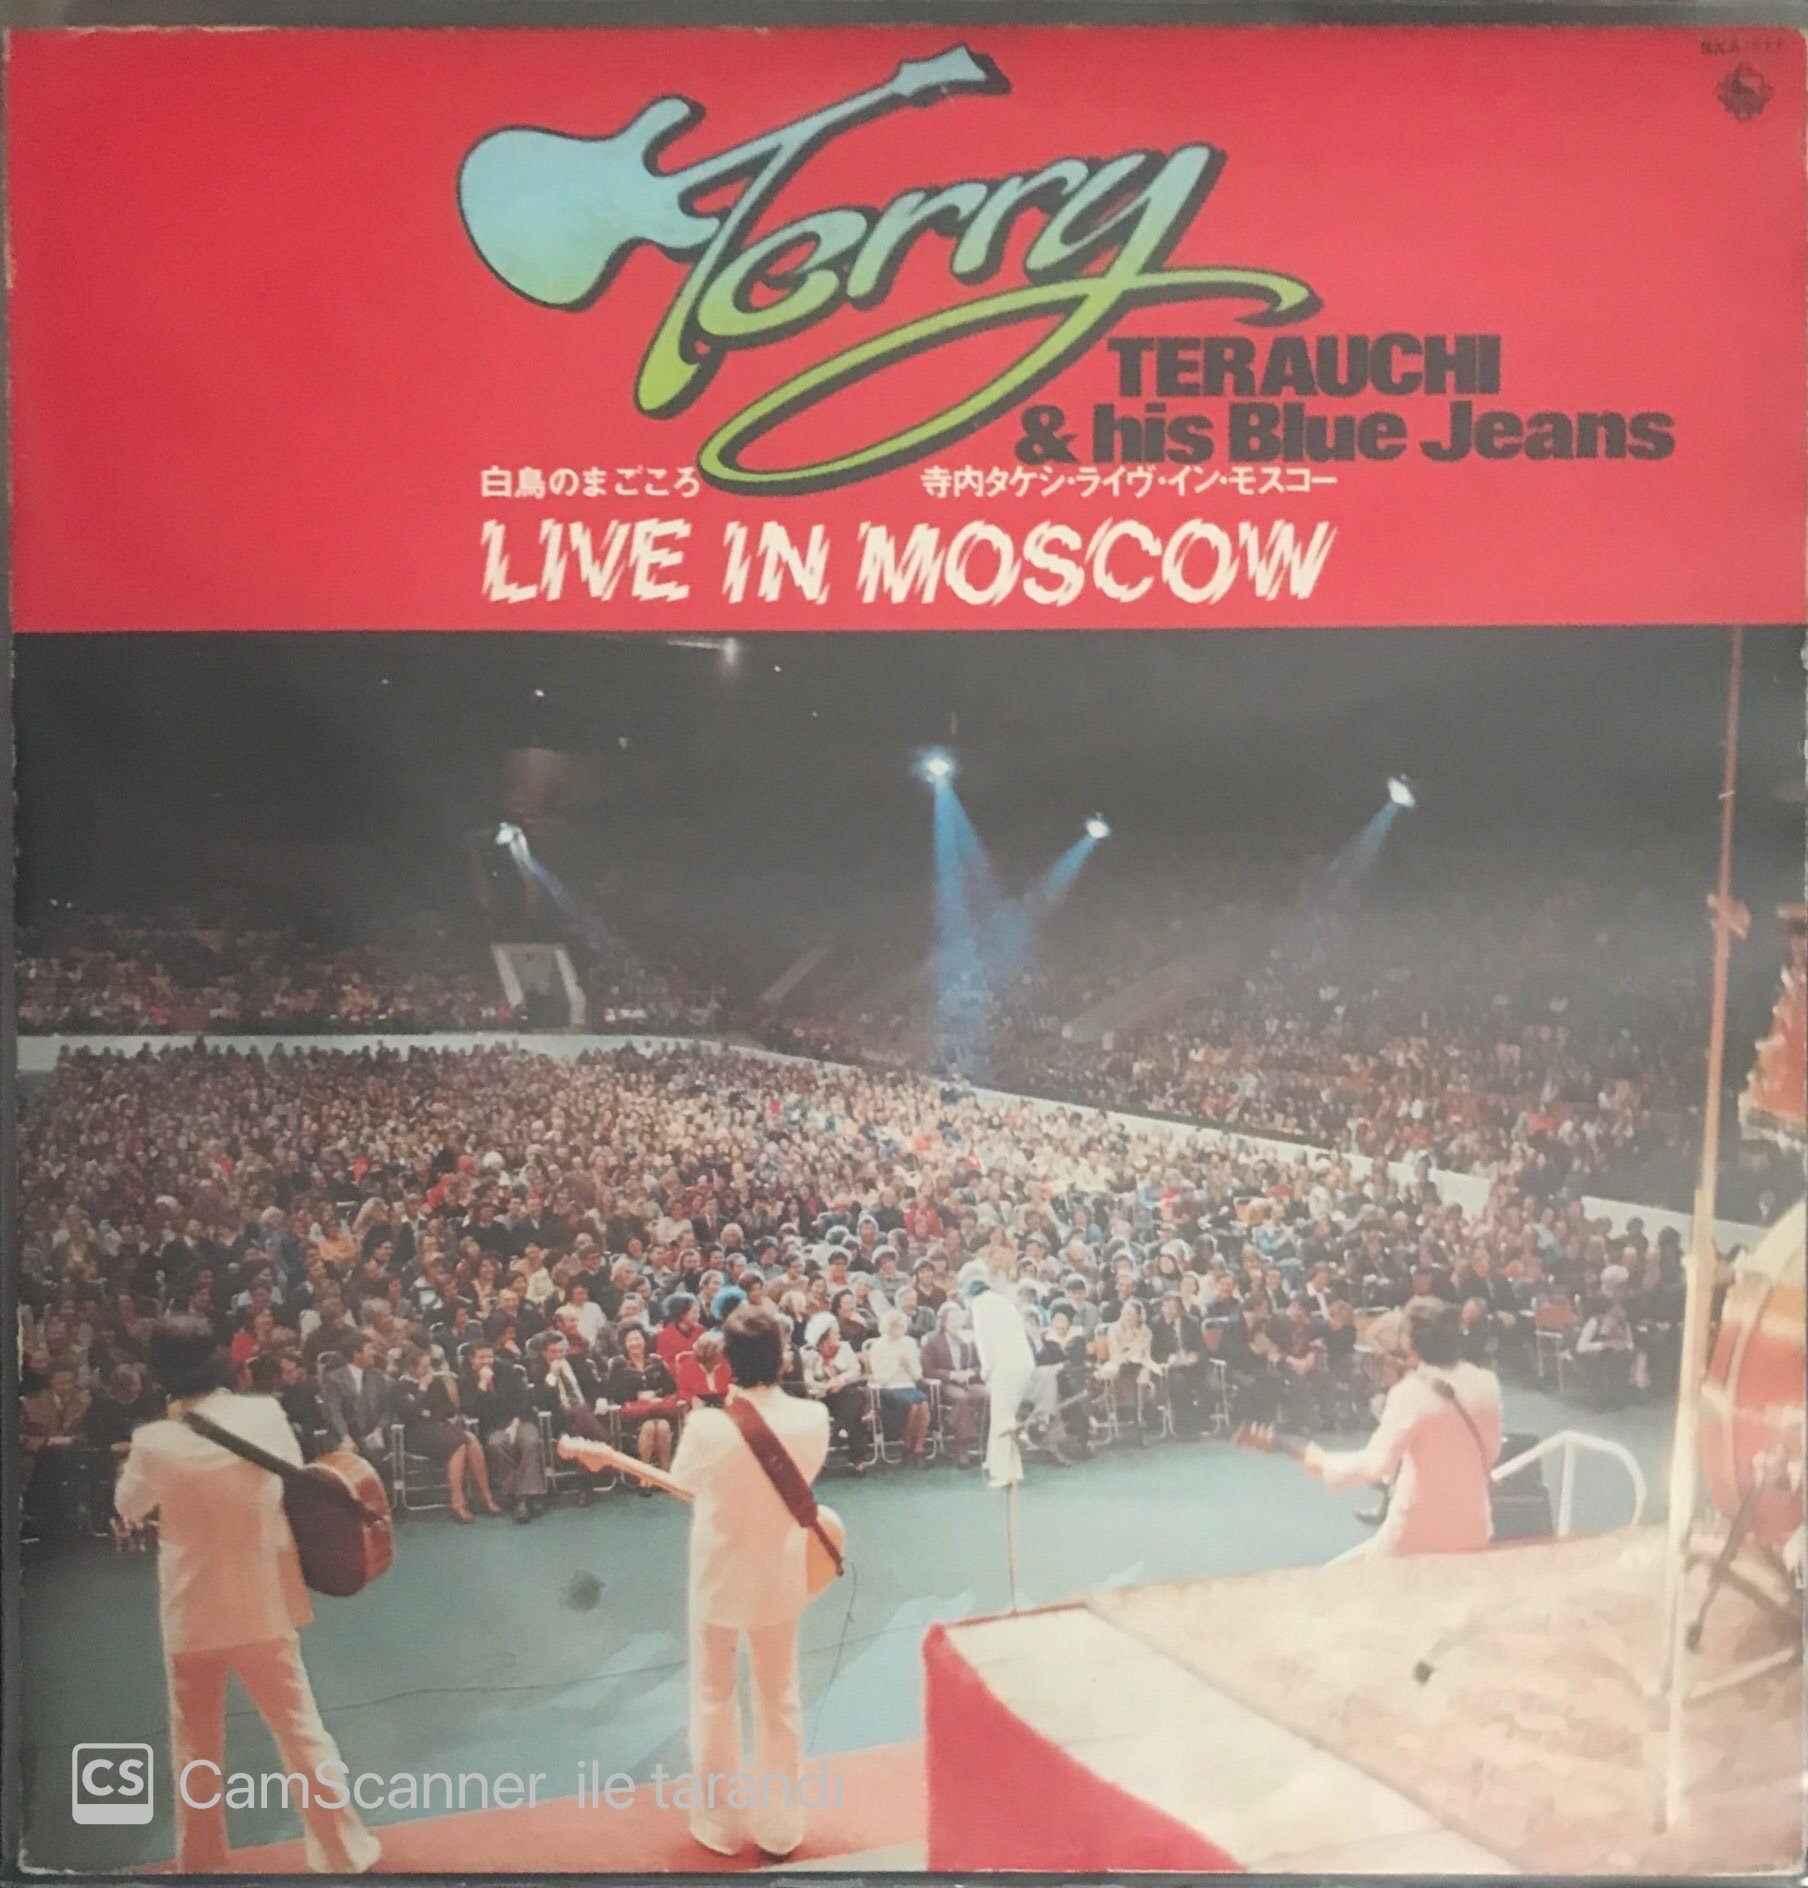 Terry
TERAUCHI
& his Blue Jeans
白鳥のまごころ 寺内タケシ・ライヴ・イン・モスコー
LIVE IN MOSCOW
CS CamScanner ile tarandı